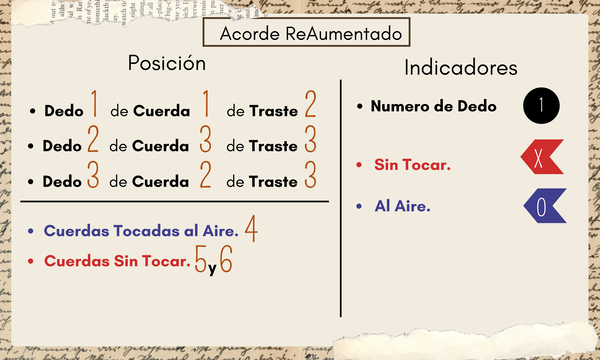 Acorde ReAumentado
Posición
Dedo 1 de Cuerda 1 de Traste 2
Dedo 2 de Cuerda 3 de Traste 3
Dedo 3 de Cuerda 2 de Traste 3
Cuerdas Tocadas al Aire. 4
Cuerdas Sin Tocar. 5 y 6
Indicadores
Numero de Dedo 1
Sin Tocar. X
Al Aire. 0